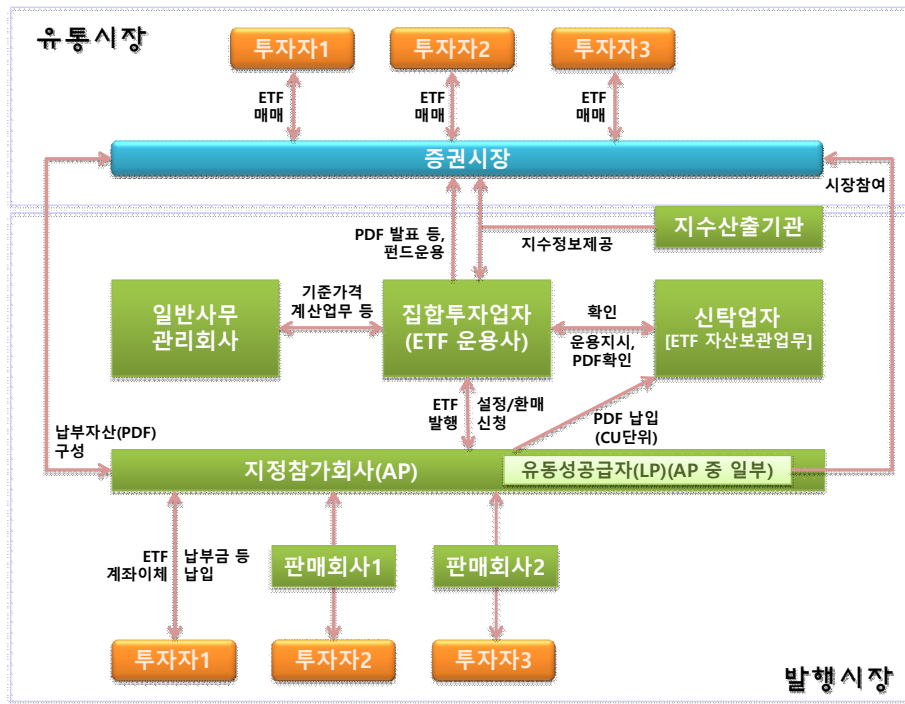 유통시장
투자자1
투자자2
투자자3
ETF
매매
ETF
매매
ETF
매매
증권시장
시장참여
PDF 발표 등,
펀드운용
지수정보제공
지수산출기관
일반사무
관리회사
기준가격
계산업무 등
집합투자업자
(ETF 운용사)
확인
운용지시,
PDF확인
신탁업자
[ETF 자산보관업무]
납부자산(PDF)
구성
ETF
발행
설정/환매
신청
PDF 납입
(CU단위)
지정참가회사(AP)
유동성공급자(LP)(AP 중 일부)
ETF
계좌이체
납부금 등
납입
판매회사1
판매회사2
투자자1
투자자2
투자자3
발행시장